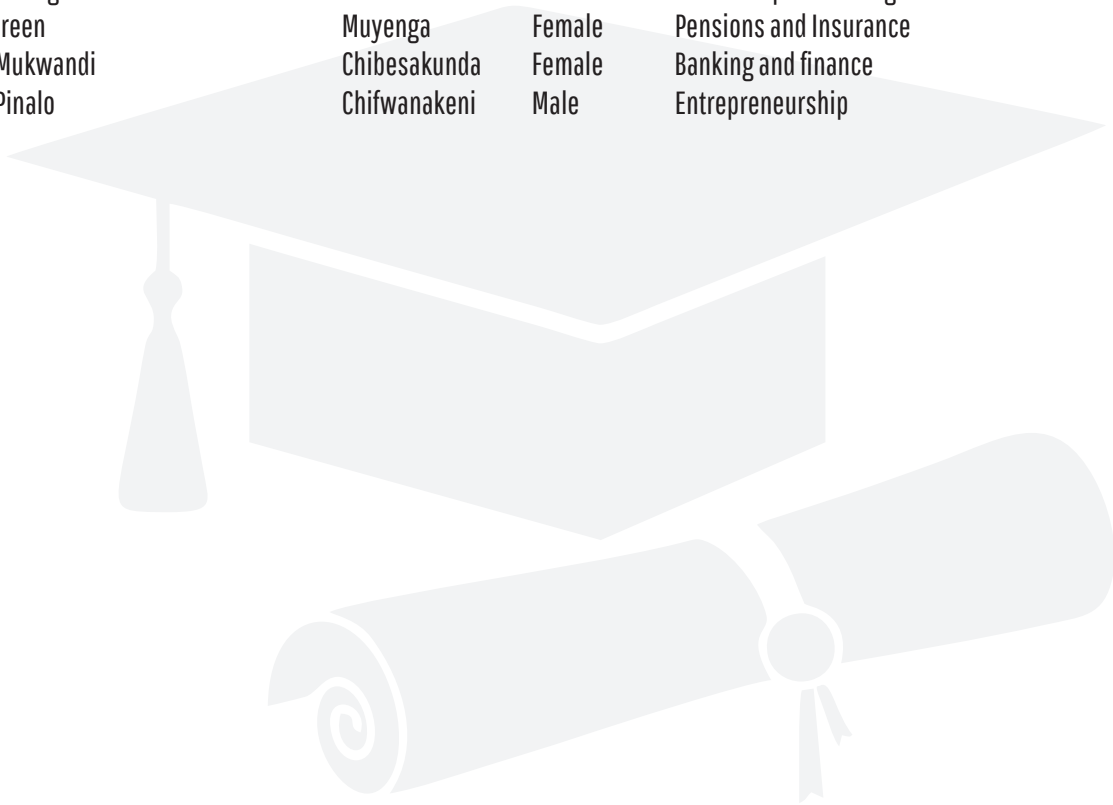 reen Muyenga Female Pensions and Insurance
Mukwandi Chibesakunda Female Banking and finance
Pinalo Chifwanakeni Male Entrepreneurship